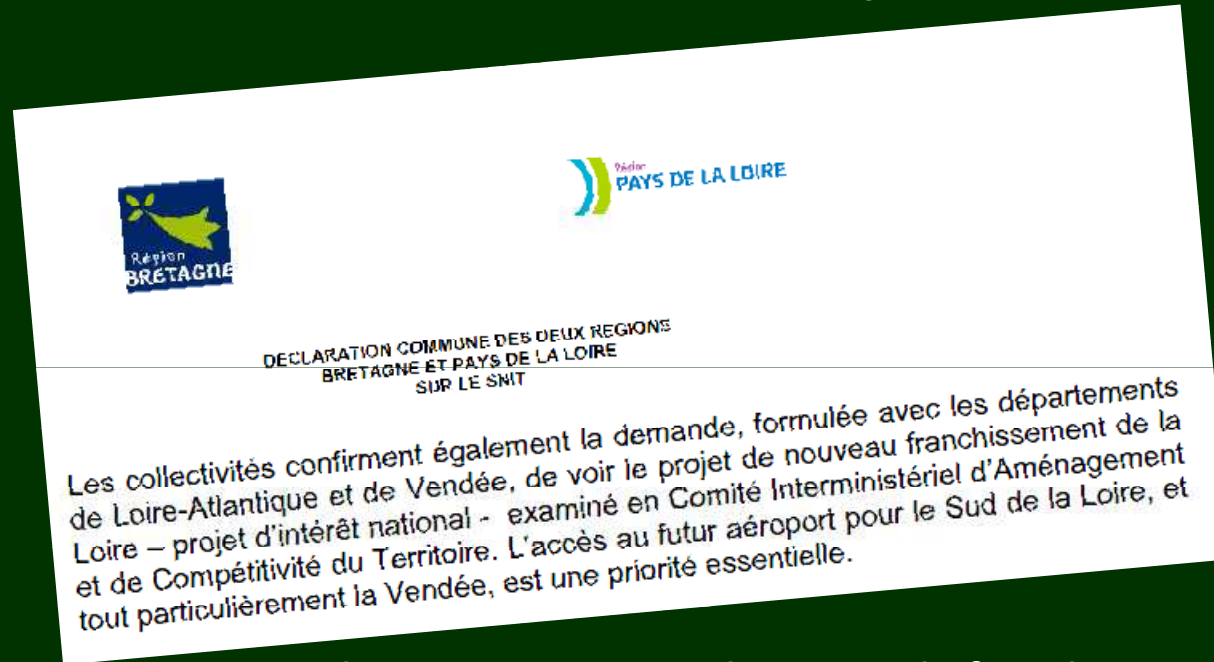 Région
BRETAGNE
Région
PAYS DE LA LOIRE
DECLARATION COMMUNE DES DEUX REGIONS
BRETAGNE ET PAYS DE LA LOIRE
SUR LE SNIT
Les collectivités confirment également la demande, formulée avec les départements
de Loire-Atlantique et de Vendée, de voir le projet de nouveau franchissement de la
Loire – projet d'intérêt national - examiné en Comité Interministériel d'Aménagement
et de Compétitivité du Territoire. L'accès au futur aéroport pour le Sud de la Loire, et
tout particulièrement la Vendée, est une priorité essentielle.